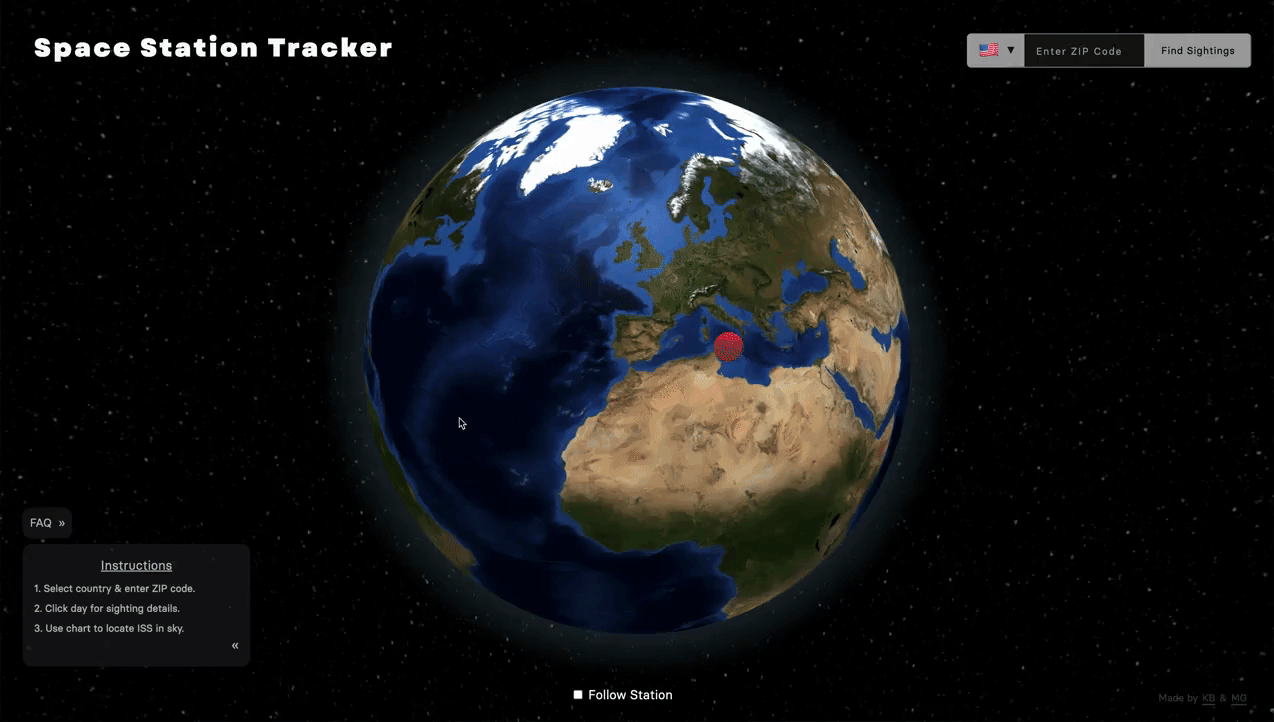 Space Station Tracker
Enter ZIP Code
Find Sightings
FAQ »
Instructions
1. Select country & enter ZIP code.
2. Click day for sighting details.
3. Use chart to locate ISS in sky.
«
Follow Station
Made by KB & MG